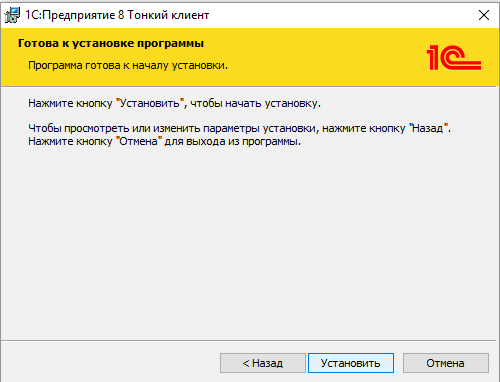 1С:Предприятие 8 Тонкий клиент
Готова к установке программы
Программа готова к началу установки.
1С
Нажмите кнопку "Установить", чтобы начать установку.
Чтобы просмотреть или изменить параметры установки, нажмите кнопку "Назад".
Нажмите кнопку "Отмена" для выхода из программы.
< Назад
Установить
Отмена